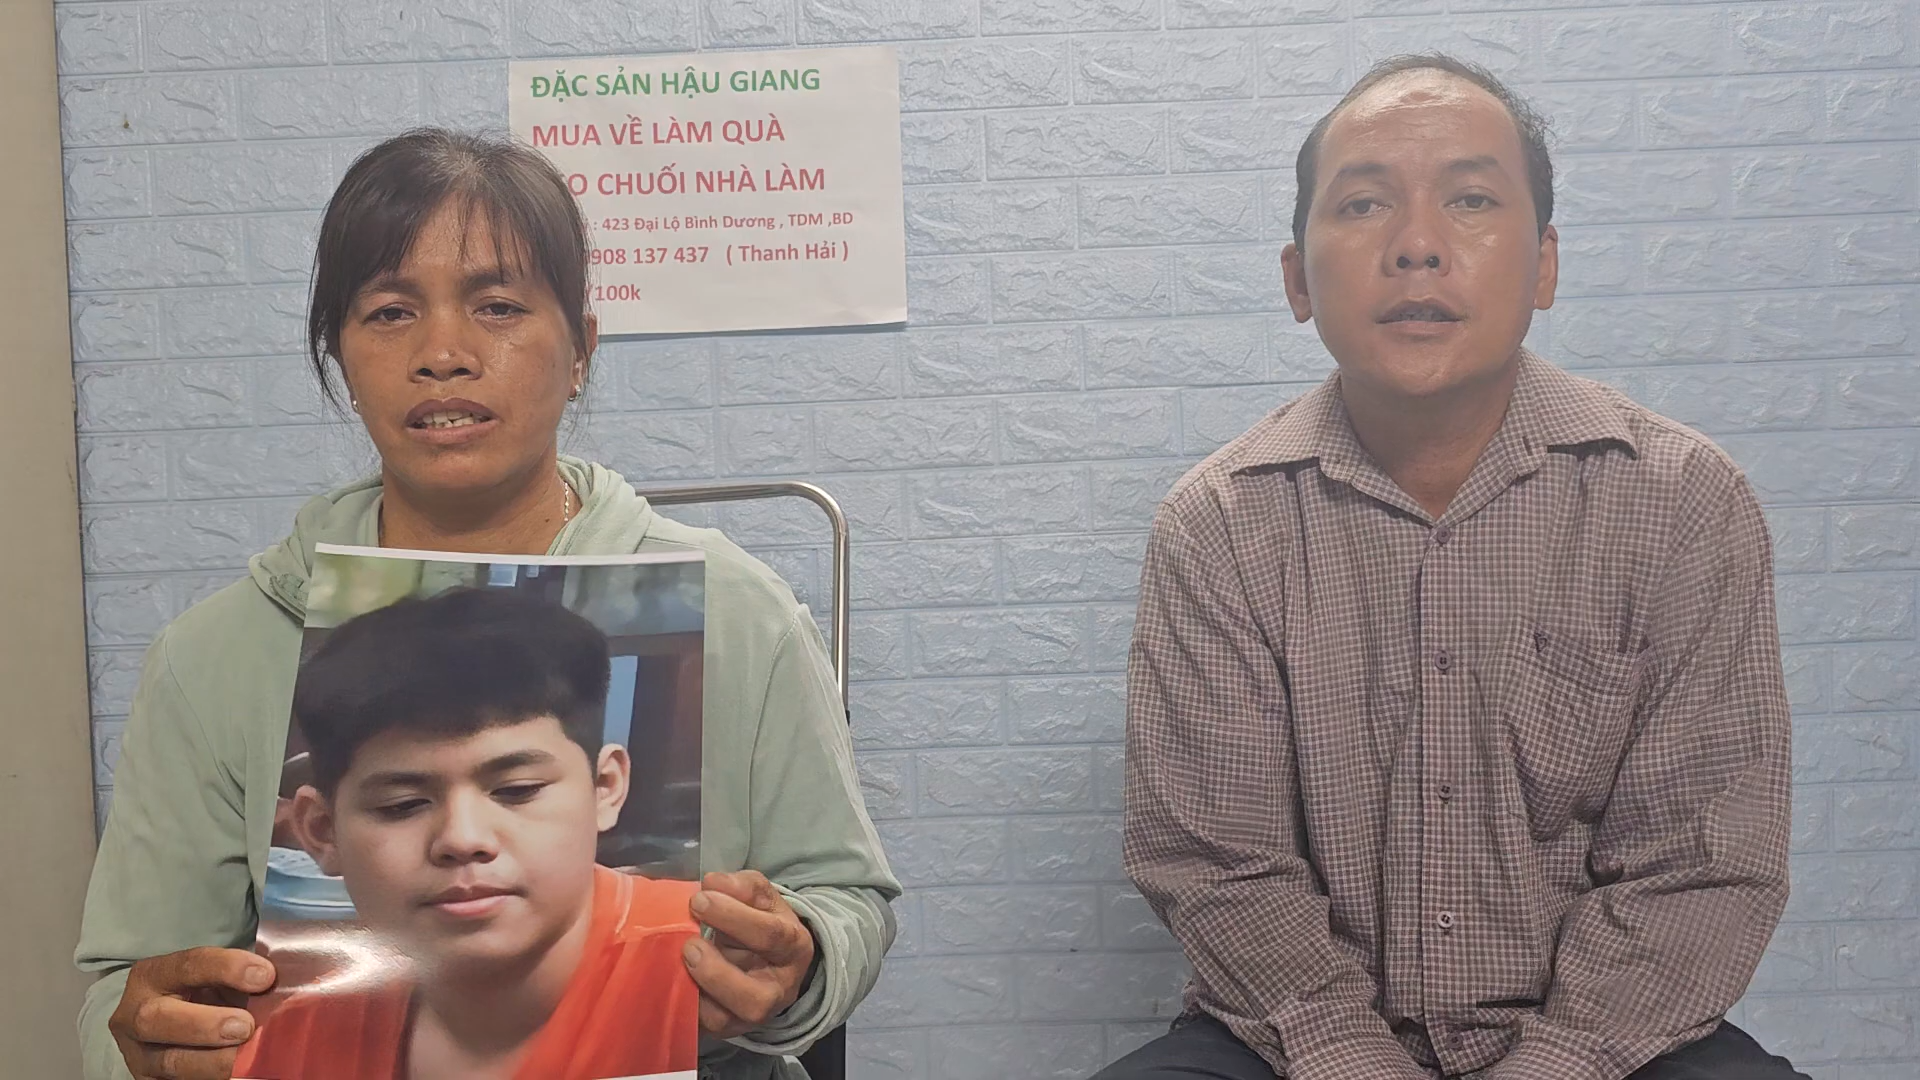 ĐẶC SẢN HẬU GIANG
MUA VỀ LÀM QUÀ
CHUỐI NHÀ LÀM
: 423 Đại Lộ Bình Dương , TDM ,BD
908 137 437 ( Thanh Hải )
/100k